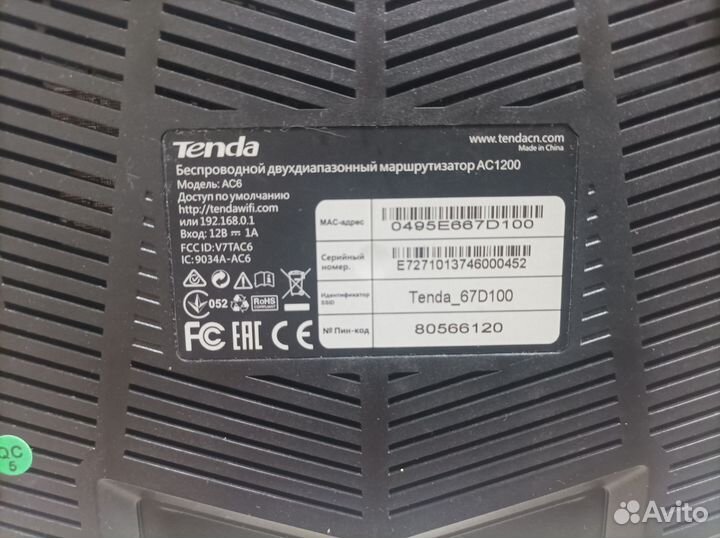 Tenda
www.tendacn.com
Made in China
Беспроводной двухдиапазонный маршрутизатор AC1200
Модель: AC6
Доступ по умолчанию
http://tendawifi.com
или 192.168.0.1
Вход: 12В ⎓ 1А
FCC ID: V7TAC6
IC: 9034A-AC6
052
RoHS
COMPLIANT
FC EAC CE
MAC-адрес
0495E667D100
Серийный номер.
E7271013746000452
Идентификатор SSID
Tenda_67D100
№ Пин-код
80566120
QC
5
Avito